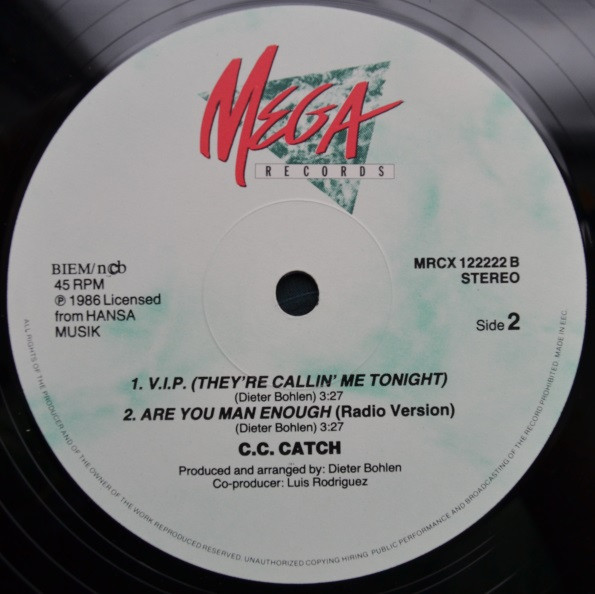 MEGA
RECORDS
BIEM/ncb
45 RPM
℗ 1986 Licensed
from HANSA
MUSIK
MRCX 122222 B
STEREO
Side 2
1. V.I.P. (THEY'RE CALLIN' ME TONIGHT)
(Dieter Bohlen) 3:27
2. ARE YOU MAN ENOUGH (Radio Version)
(Dieter Bohlen) 3:27
C.C. CATCH
Produced and arranged by: Dieter Bohlen
Co-producer: Luis Rodriguez
ALL RIGHTS OF THE PRODUCER AND OF THE OWNER OF THE WORK REPRODUCED RESERVED. UNAUTHORIZED COPYING HIRING. PUBLIC PERFORMANCE AND BROADCASTING OF THE RECORD PROHIBITED. MADE IN EEC.